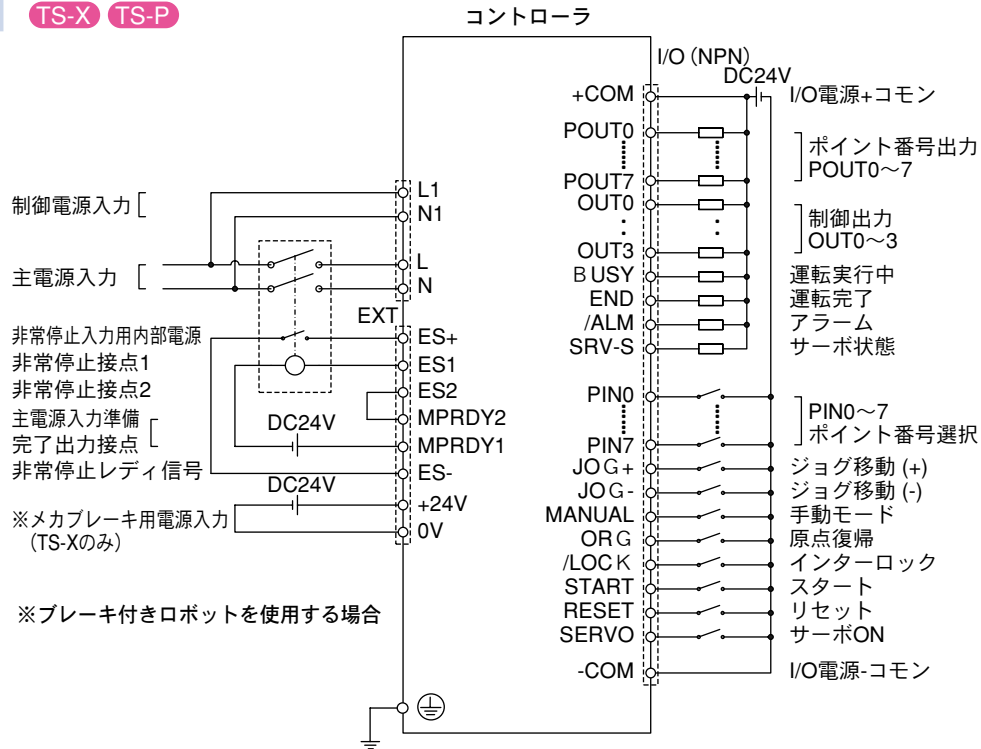 TS-X TS-P
コントローラ
I/O (NPN)
DC24V
+COM
I/O電源+コモン
POUT0
POUT7
ポイント番号出力
POUT0〜7
OUT0
OUT3
制御出力
OUT0〜3
BUSY
運転実行中
END
運転完了
/ALM
アラーム
SRV-S
サーボ状態
PIN0
PIN7
PIN0〜7
ポイント番号選択
JOG+
ジョグ移動 (+)
JOG-
ジョグ移動 (-)
MANUAL
手動モード
ORG
原点復帰
/LOCK
インターロック
START
スタート
RESET
リセット
SERVO
サーボON
-COM
I/O電源-コモン
制御電源入力
L1
N1
主電源入力
L
N
EXT
非常停止入力用内部電源
ES+
非常停止接点1
ES1
非常停止接点2
ES2
主電源入力準備
完了出力接点
DC24V
MPRDY2
MPRDY1
非常停止レディ信号
ES-
DC24V
+24V
0V
※メカブレーキ用電源入力
(TS-Xのみ)
※ブレーキ付きロボットを使用する場合